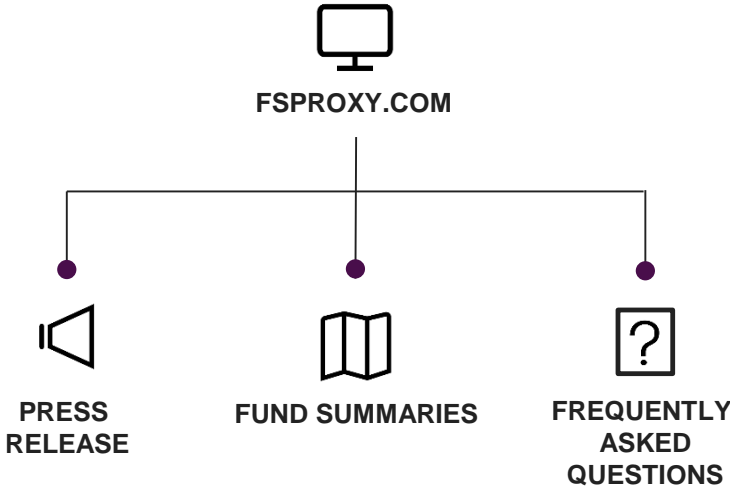 FSPROXY.COM
PRESS
RELEASE
FUND SUMMARIES
FREQUENTLY
ASKED
QUESTIONS
?